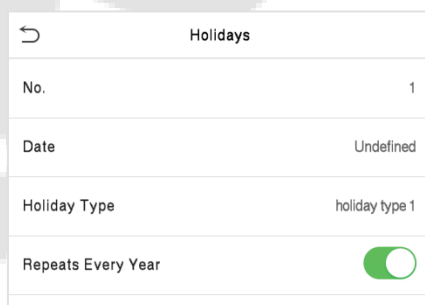 Holidays
No. 1
Date Undefined
Holiday Type holiday type 1
Repeats Every Year